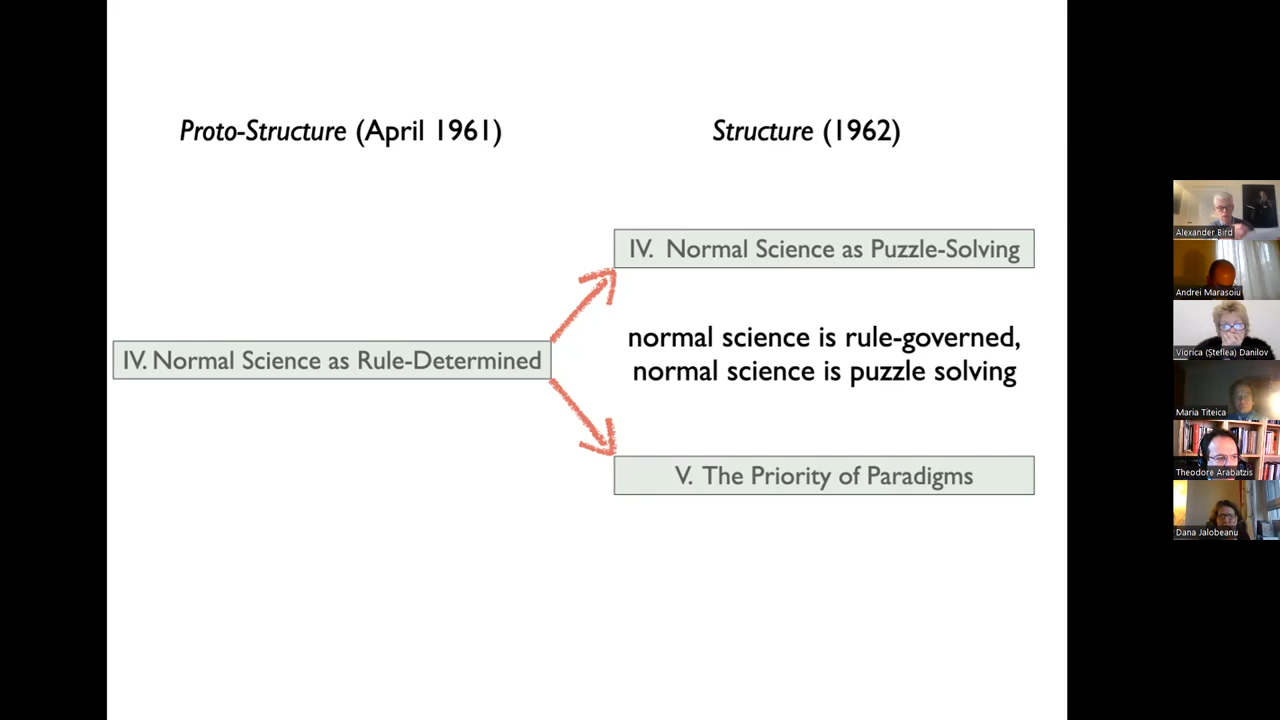 Proto-Structure (April 1961)
Structure (1962)
IV. Normal Science as Puzzle-Solving
normal science is rule-governed,
normal science is puzzle solving
IV. Normal Science as Rule-Determined
V. The Priority of Paradigms
Alexander Bird
Andrei Marasoiu
Viorica (Șteflea) Danilov
Maria Titeica
Theodore Arabatzis
Dana Jalobeanu